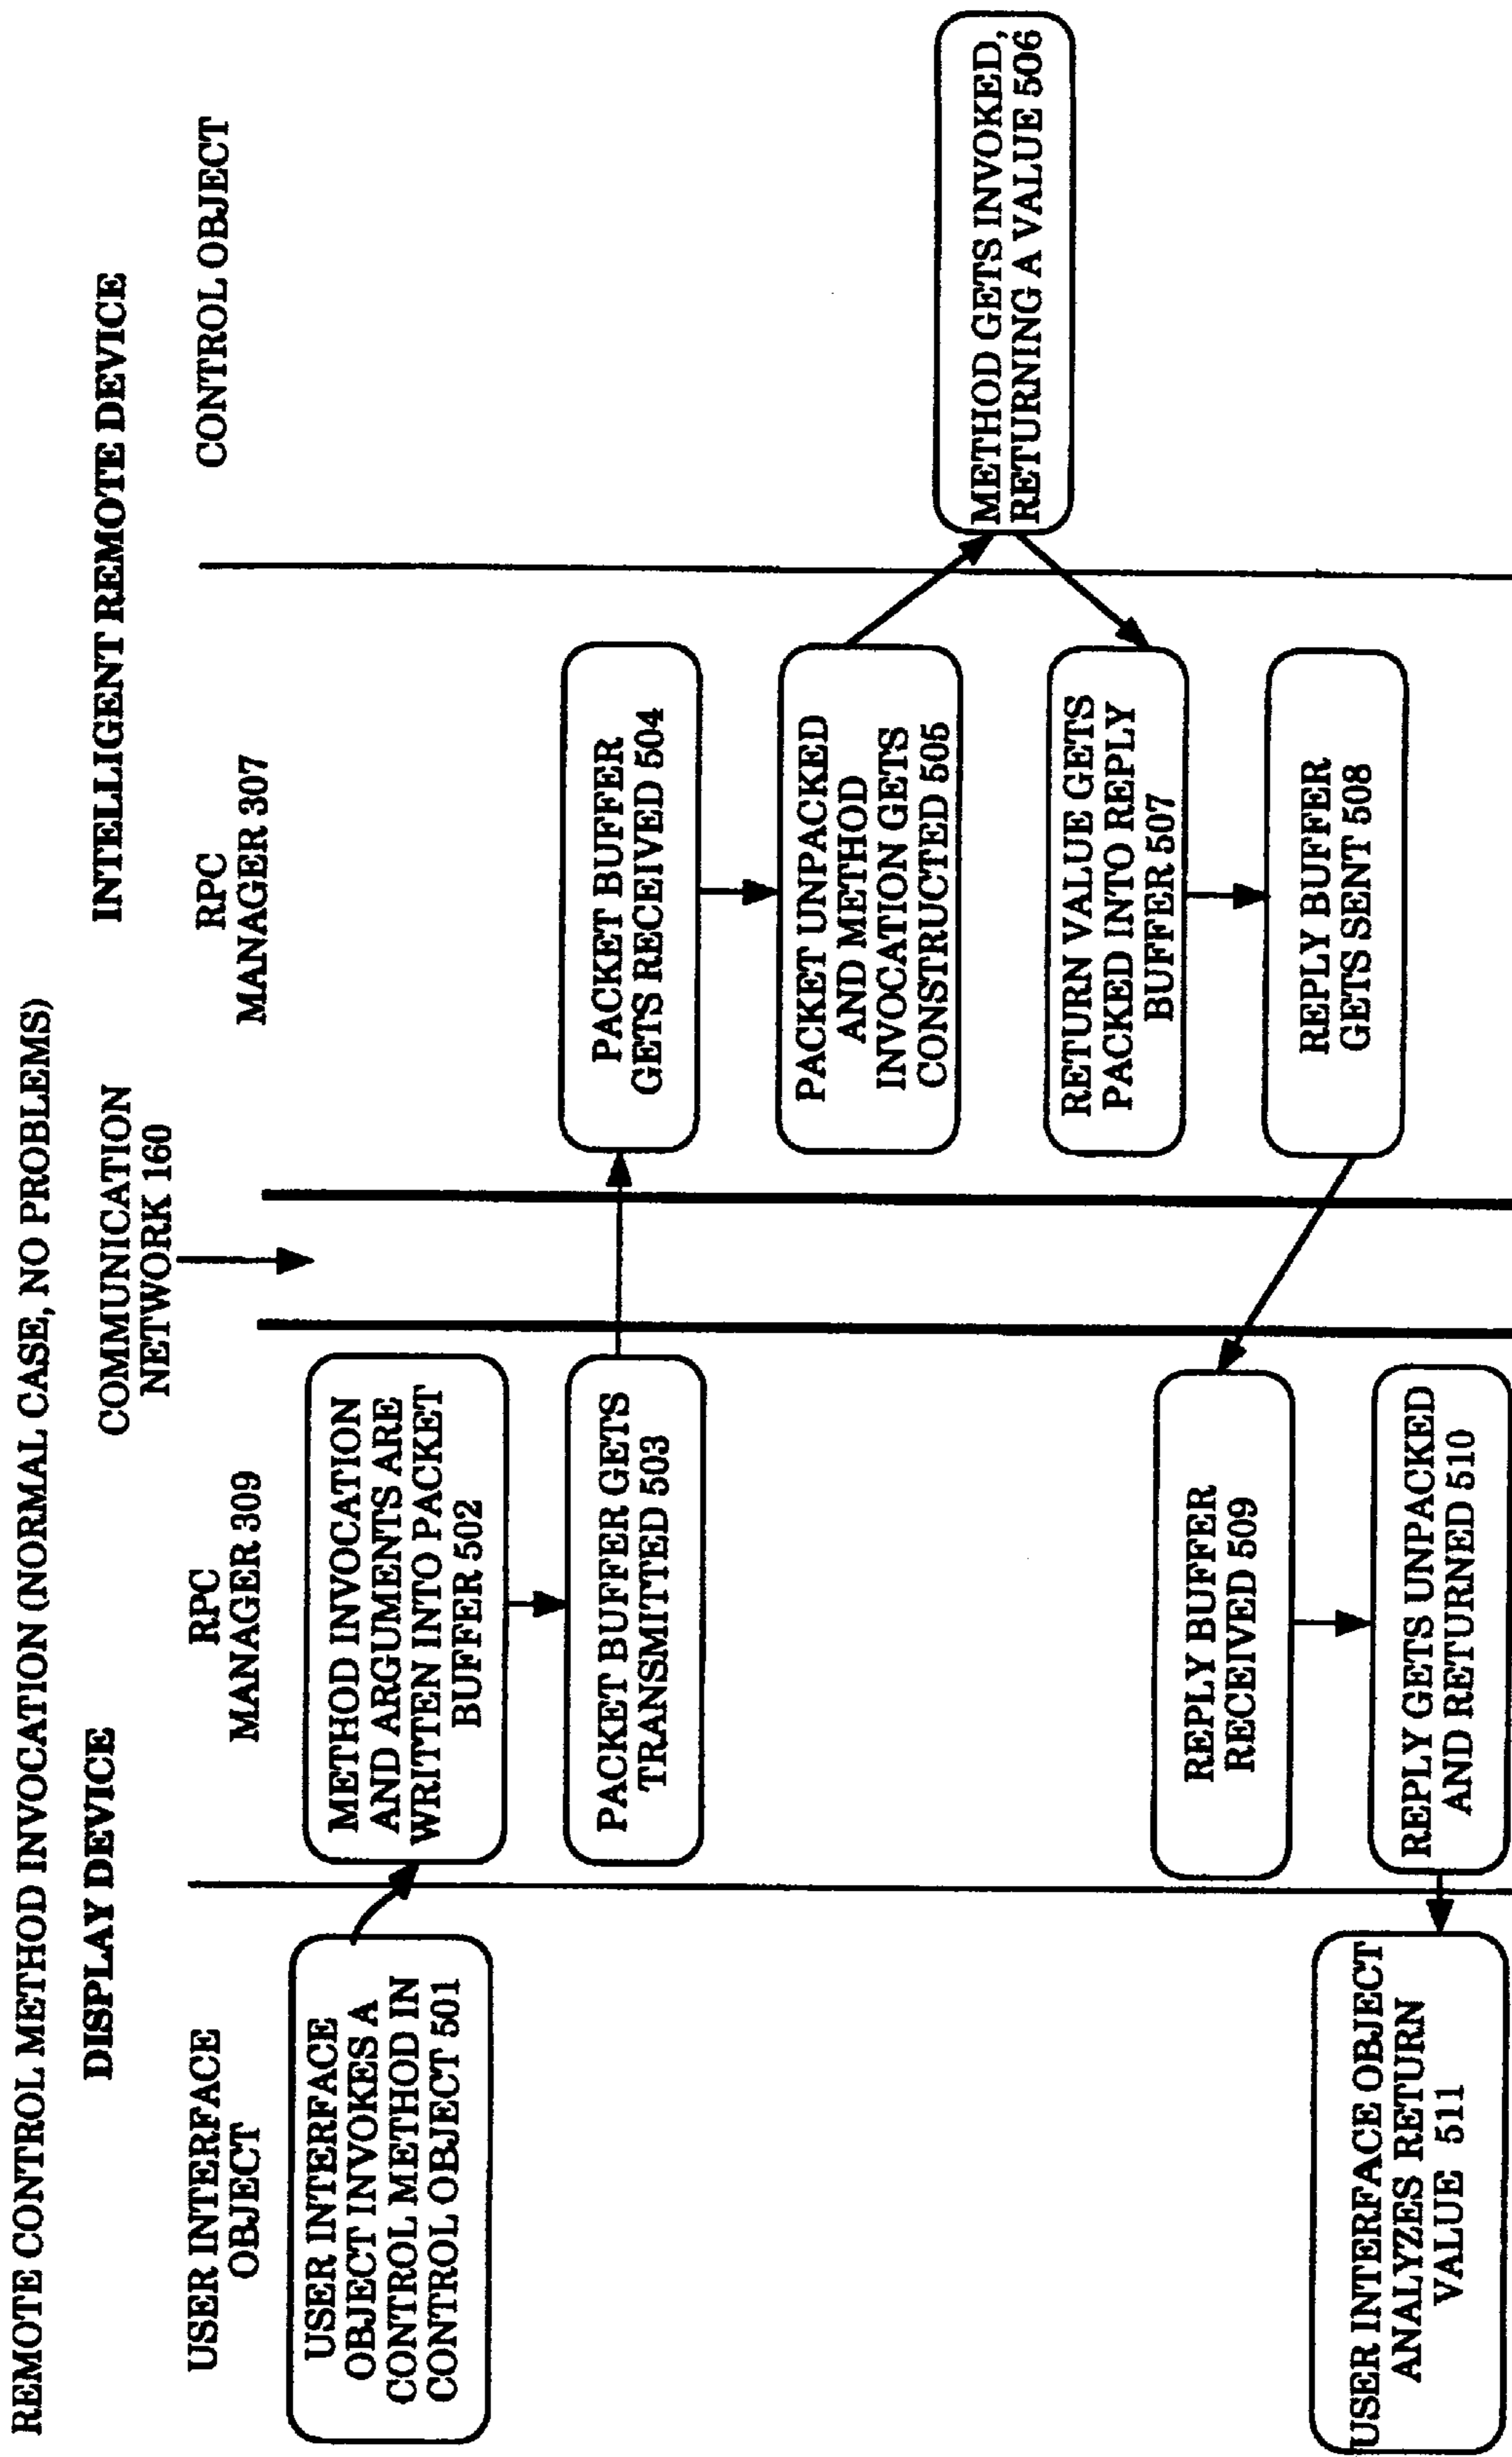 REMOTE CONTROL METHOD INVOCATION (NORMAL CASE, NO PROBLEMS)
DISPLAY DEVICE
COMMUNICATION
NETWORK 160
INTELLIGENT REMOTE DEVICE
USER INTERFACE
OBJECT
RPC
MANAGER 309
RPC
MANAGER 307
CONTROL OBJECT
USER INTERFACE
OBJECT INVOKES A
CONTROL METHOD IN
CONTROL OBJECT 501
METHOD INVOCATION
AND ARGUMENTS ARE
WRITTEN INTO PACKET
BUFFER 502
PACKET BUFFER GETS
TRANSMITTED 503
PACKET BUFFER
GETS RECEIVED 504
PACKET UNPACKED
AND METHOD
INVOCATION GETS
CONSTRUCTED 505
METHOD GETS INVOKED,
RETURNING A VALUE 506
RETURN VALUE GETS
PACKED INTO REPLY
BUFFER 507
REPLY BUFFER
GETS SENT 508
REPLY BUFFER
RECEIVED 509
REPLY GETS UNPACKED
AND RETURNED 510
USER INTERFACE OBJECT
ANALYZES RETURN
VALUE 511